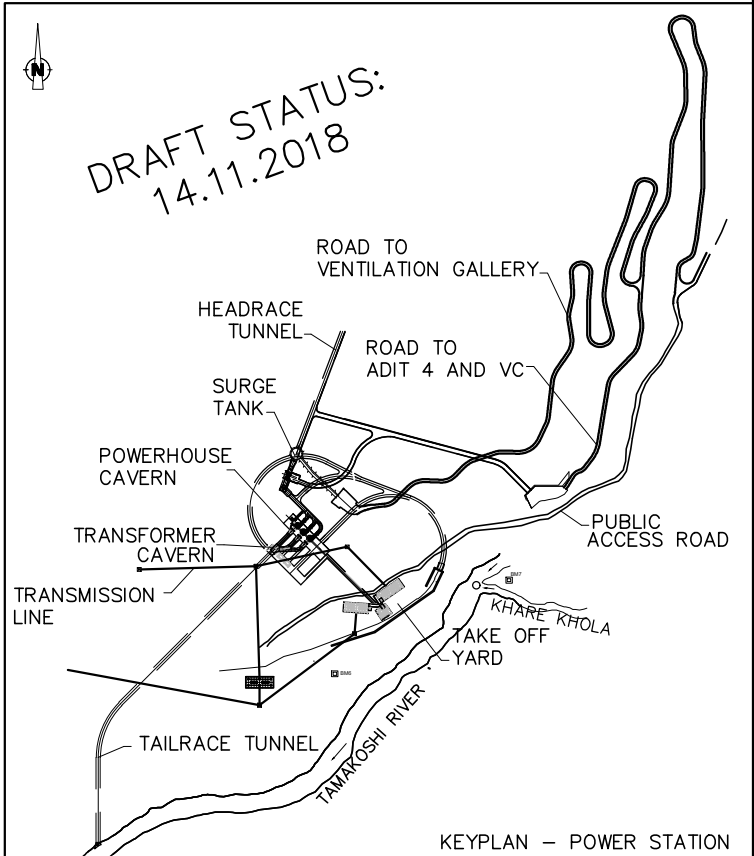 N
DRAFT STATUS:
14.11.2018
ROAD TO
VENTILATION GALLERY
HEADRACE
TUNNEL
ROAD TO
ADIT 4 AND VC
SURGE
TANK
POWERHOUSE
CAVERN
TRANSFORMER
CAVERN
PUBLIC
ACCESS ROAD
TRANSMISSION
LINE
BM7
KHARE KHOLA
TAKE OFF
YARD
BM6
TAMAKOSHI RIVER
TAILRACE TUNNEL
KEYPLAN – POWER STATION